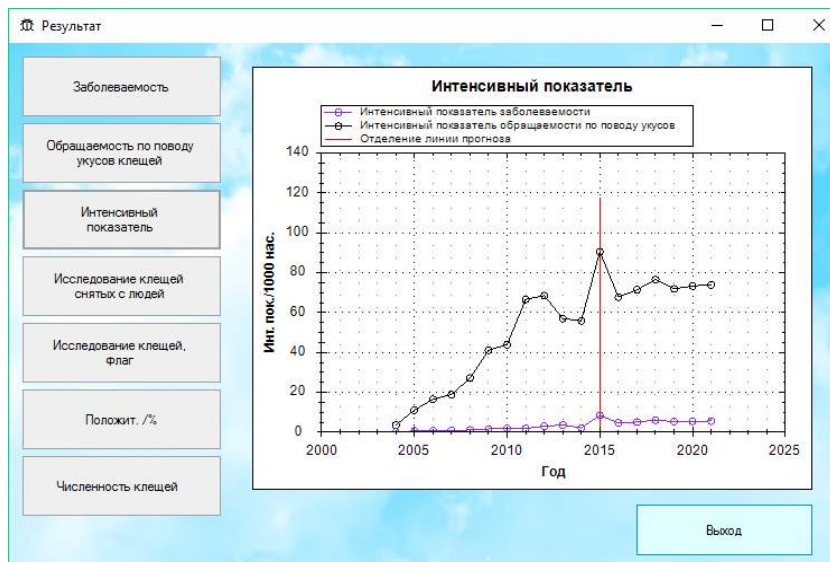 Результат
Заболеваемость
Обращаемость по поводу
укусов клещей
Интенсивный
показатель
Исследование клещей
снятых с людей
Исследование клещей,
флаг
Положит. /%
Численность клещей
Интенсивный показатель
Интенсивный показатель заболеваемости
Интенсивный показатель обращаемости по поводу укусов
Отделение линии прогноза
Инт. пок./1000 нас.
140
120
100
80
60
40
20
0
2000 2005 2010 2015 2020 2025
Год
Выход